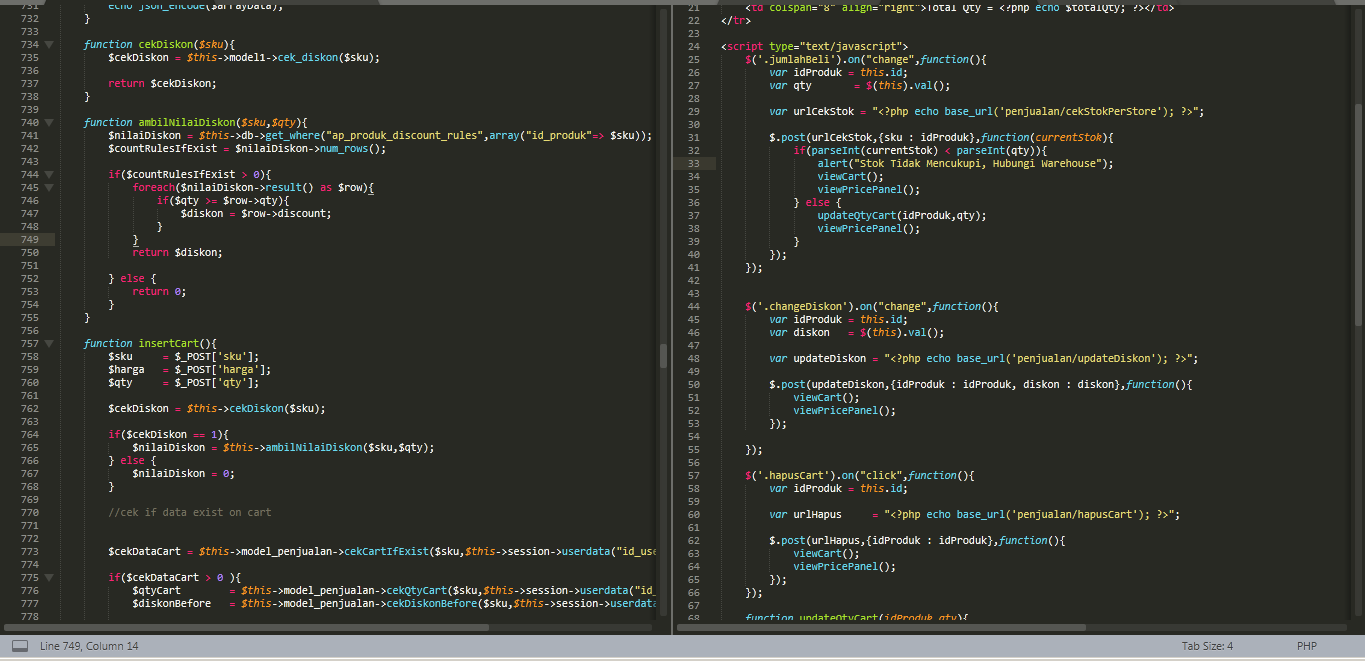 731 echo json_encode($arrayData);
732 }
733
734 function cekDiskon($sku){
735 $cekDiskon = $this->model1->cek_diskon($sku);
736
737 return $cekDiskon;
738 }
739
740 function ambilNilaiDiskon($sku,$qty){
741 $nilaiDiskon = $this->db->get_where("ap_produk_discount_rules",array("id_produk"=> $sku));
742 $countRulesIfExist = $nilaiDiskon->num_rows();
743
744 if($countRulesIfExist > 0){
745 foreach($nilaiDiskon->result() as $row){
746 if($qty >= $row->qty){
747 $diskon = $row->discount;
748 }
749 }
750 return $diskon;
751
752 } else {
753 return 0;
754 }
755 }
756
757 function insertCart(){
758 $sku = $_POST['sku'];
759 $harga = $_POST['harga'];
760 $qty = $_POST['qty'];
761
762 $cekDiskon = $this->cekDiskon($sku);
763
764 if($cekDiskon == 1){
765 $nilaiDiskon = $this->ambilNilaiDiskon($sku,$qty);
766 } else {
767 $nilaiDiskon = 0;
768 }
769
770 //cek if data exist on cart
771
772
773 $cekDataCart = $this->model_penjualan->cekCartIfExist($sku,$this->session->userdata("id_use
774
775 if($cekDataCart > 0 ){
776 $qtyCart = $this->model_penjualan->cekQtyCart($sku,$this->session->userdata("id_
777 $diskonBefore = $this->model_penjualan->cekDiskonBefore($sku,$this->session->userdata
778
21 <td colspan="8" align="right">Total Qty = <?php echo $totalQty; ?></td>
22 </tr>
23
24 <script type="text/javascript">
25 $('.jumlahBeli').on("change",function(){
26 var idProduk = this.id;
27 var qty = $(this).val();
28
29 var urlCekStok = "<?php echo base_url('penjualan/cekStokPerStore'); ?>";
30
31 $.post(urlCekStok,{sku : idProduk},function(currentStok){
32 if(parseInt(currentStok) < parseInt(qty)){
33 alert("Stok Tidak Mencukupi, Hubungi Warehouse");
34 viewCart();
35 viewPricePanel();
36 } else {
37 updateQtyCart(idProduk,qty);
38 viewPricePanel();
39 }
40 });
41 });
42
43
44 $('.changeDiskon').on("change",function(){
45 var idProduk = this.id;
46 var diskon = $(this).val();
47
48 var updateDiskon = "<?php echo base_url('penjualan/updateDiskon'); ?>";
49
50 $.post(updateDiskon,{idProduk : idProduk, diskon : diskon},function(){
51 viewCart();
52 viewPricePanel();
53 });
54
55 });
56
57 $('.hapusCart').on("click",function(){
58 var idProduk = this.id;
59
60 var urlHapus = "<?php echo base_url('penjualan/hapusCart'); ?>";
61
62 $.post(urlHapus,{idProduk : idProduk},function(){
63 viewCart();
64 viewPricePanel();
65 });
66 });
67
68 function updateQtyCart(idProduk,qty){
Line 749, Column 14
Tab Size: 4
PHP